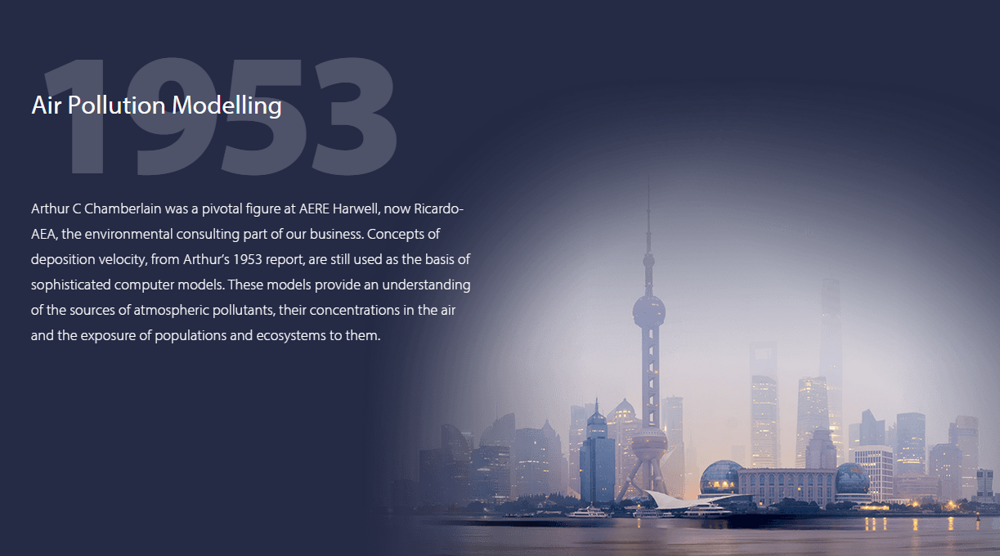 1953
Air Pollution Modelling
Arthur C Chamberlain was a pivotal figure at AERE Harwell, now Ricardo-
AEA, the environmental consulting part of our business. Concepts of
deposition velocity, from Arthur’s 1953 report, are still used as the basis of
sophisticated computer models. These models provide an understanding
of the sources of atmospheric pollutants, their concentrations in the air
and the exposure of populations and ecosystems to them.